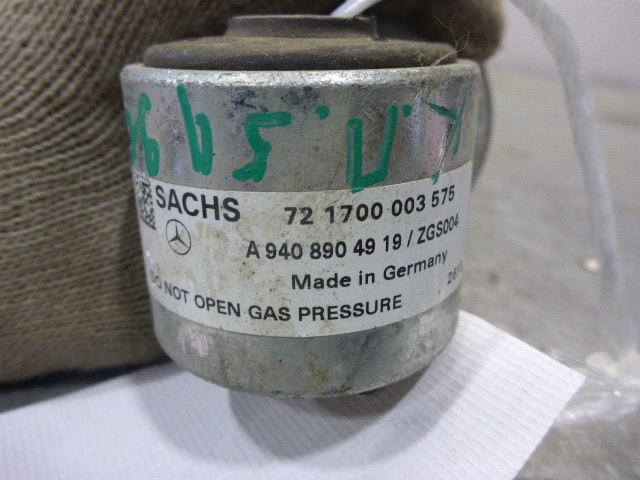 SACHS 72 1700 003 575
A 940 890 49 19 / ZGS004
Made in Germany
DO NOT OPEN GAS PRESSURE